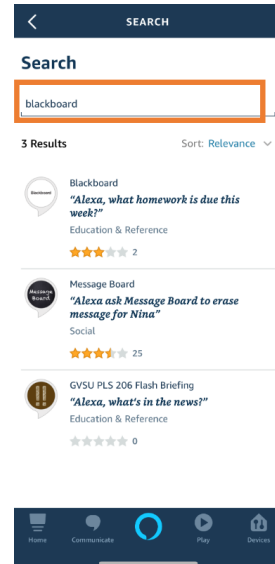 SEARCH
Search
blackboard
3 Results Sort: Relevance
Blackboard
Blackboard
"Alexa, what homework is due this
week?"
Education & Reference
2
Message
Board
Message Board
"Alexa ask Message Board to erase
message for Nina"
Social
25
GVSU PLS 206 Flash Briefing
"Alexa, what's in the news?"
Education & Reference
0
Home Communicate Play Devices